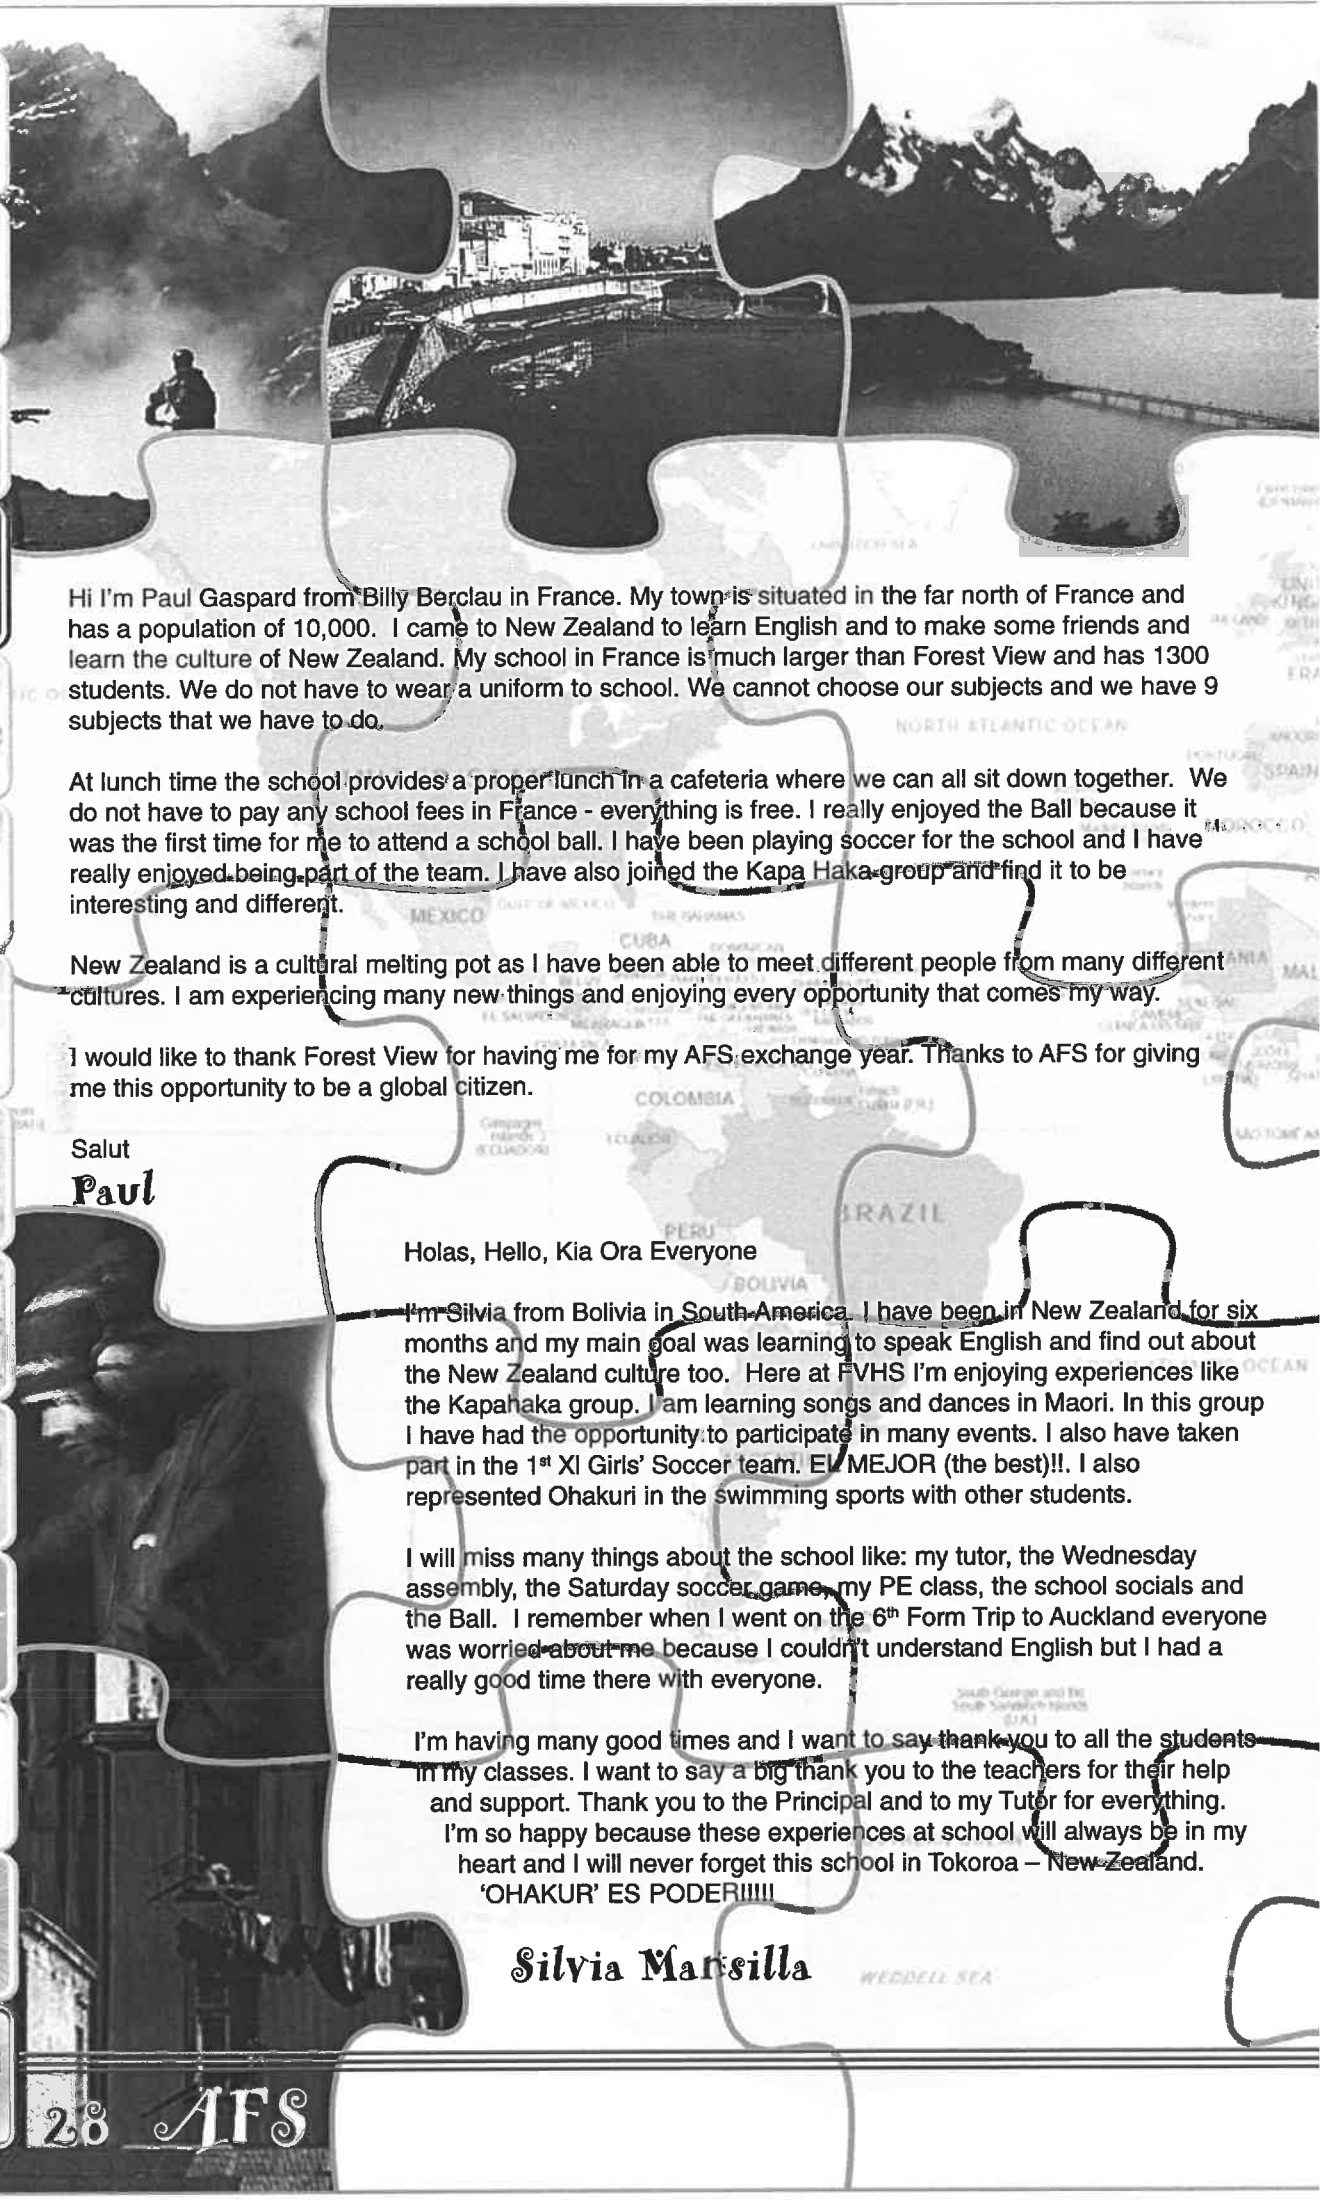 Hi I'm Paul Gaspard from Billy Berclau in France. My town is situated in the far north of France and
has a population of 10,000. I came to New Zealand to learn English and to make some friends and
learn the culture of New Zealand. My school in France is much larger than Forest View and has 1300
students. We do not have to wear a uniform to school. We cannot choose our subjects and we have 9
subjects that we have to do.
At lunch time the school provides a proper lunch in a cafeteria where we can all sit down together. We
do not have to pay any school fees in France - everything is free. I really enjoyed the Ball because it
was the first time for me to attend a school ball. I have been playing soccer for the school and I have
really enjoyed being part of the team. I have also joined the Kapa Haka group and find it to be
interesting and different.
New Zealand is a cultural melting pot as I have been able to meet different people from many different
cultures. I am experiencing many new things and enjoying every opportunity that comes my way.
I would like to thank Forest View for having me for my AFS exchange year. Thanks to AFS for giving
me this opportunity to be a global citizen.
Salut
Paul
Holas, Hello, Kia Ora Everyone
I'm Silvia from Bolivia in South America. I have been in New Zealand for six
months and my main goal was learning to speak English and find out about
the New Zealand culture too. Here at FVHS I'm enjoying experiences like
the Kapahaka group. I am learning songs and dances in Maori. In this group
I have had the opportunity to participate in many events. I also have taken
part in the 1st XI Girls' Soccer team. EL MEJOR (the best)!!. I also
represented Ohakuri in the swimming sports with other students.
I will miss many things about the school like: my tutor, the Wednesday
assembly, the Saturday soccer game, my PE class, the school socials and
the Ball. I remember when I went on the 6th Form Trip to Auckland everyone
was worried about me because I couldn't understand English but I had a
really good time there with everyone.
I'm having many good times and I want to say thank you to all the students
in my classes. I want to say a big thank you to the teachers for their help
and support. Thank you to the Principal and to my Tutor for everything.
I'm so happy because these experiences at school will always be in my
heart and I will never forget this school in Tokoroa – New Zealand.
'OHAKUR' ES PODER!!!!!!
Silvia Mansilla
28 AFS
NORTH ATLANTIC OCEAN
SPAIN
MOROCCO
MEXICO
CUBA
THE BAHAMAS
COLOMBIA
ECUADOR
PERU
BRAZIL
BOLIVIA
WEDDELL SEA